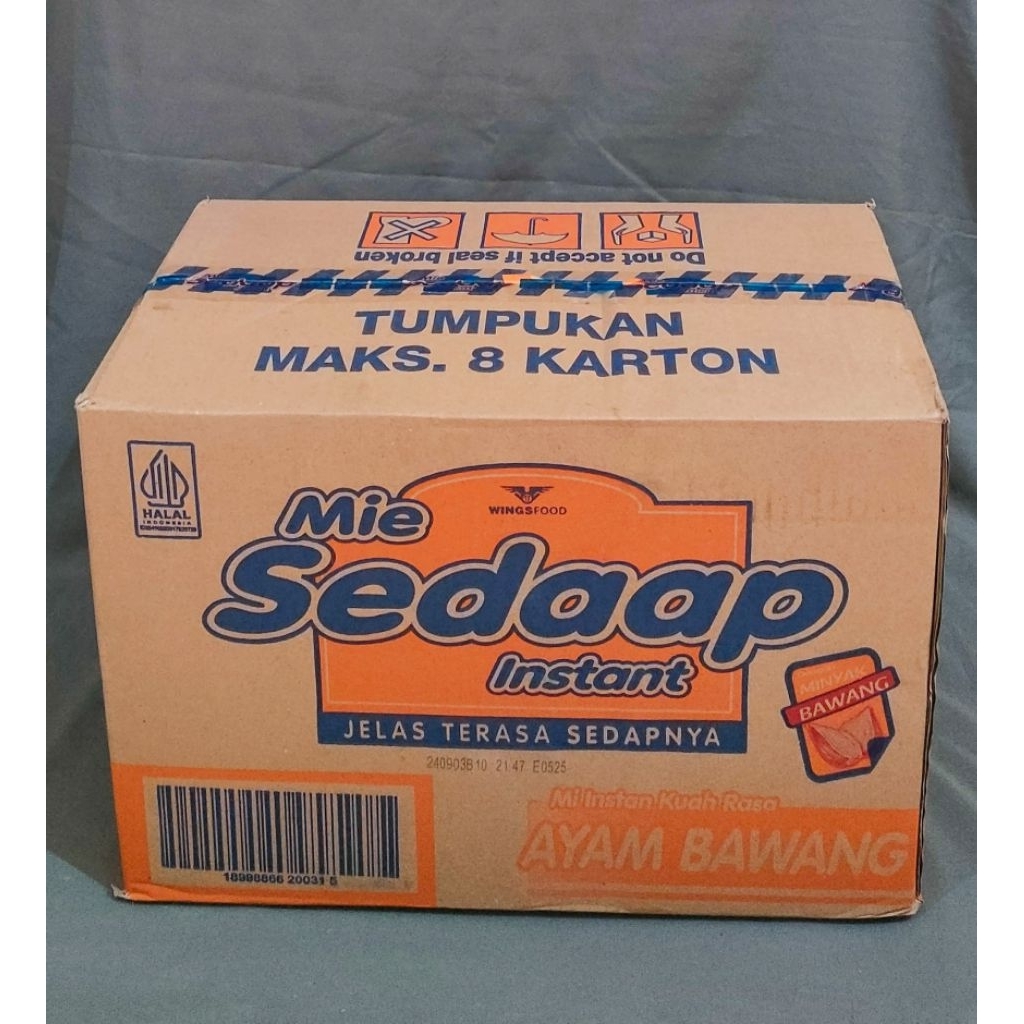 Do not accept if seal broken
TUMPUKAN
MAKS. 8 KARTON
HALAL
INDONESIA
WINGSFOOD
Mie
Sedaap
Instant
JELAS TERASA SEDAPNYA
MINYAK
BAWANG
240903B10 21:47 E0525
Mi Instan Kuah Rasa
AYAM BAWANG
18998866 20031 5